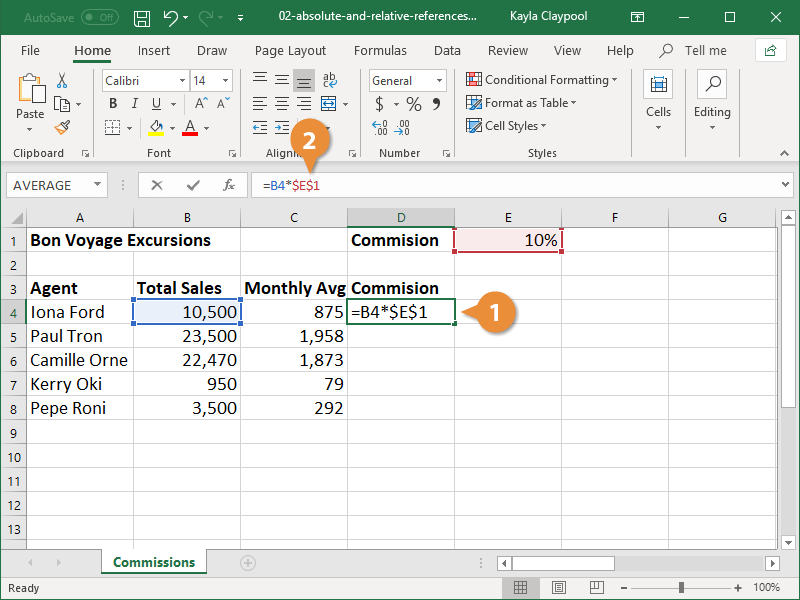 AutoSave Off 02-absolute-and-relative-references... Kayla Claypool
File Home Insert Draw Page Layout Formulas Data Review View Help Tell me
Calibri 14 ab General Conditional Formatting
Paste B I U A A $ % , Format as Table Cells Editing
A Cell Styles
Clipboard Font Alignm Number Styles
2
AVERAGE fx =B4*$E$1
A B C D E F G
1 Bon Voyage Excursions Commision 10%
2
3 Agent Total Sales Monthly Avg Commision
4 Iona Ford 10,500 875 =B4*$E$1 1
5 Paul Tron 23,500 1,958
6 Camille Orne 22,470 1,873
7 Kerry Oki 950 79
8 Pepe Roni 3,500 292
9
10
11
12
13
Commissions
Ready 100%